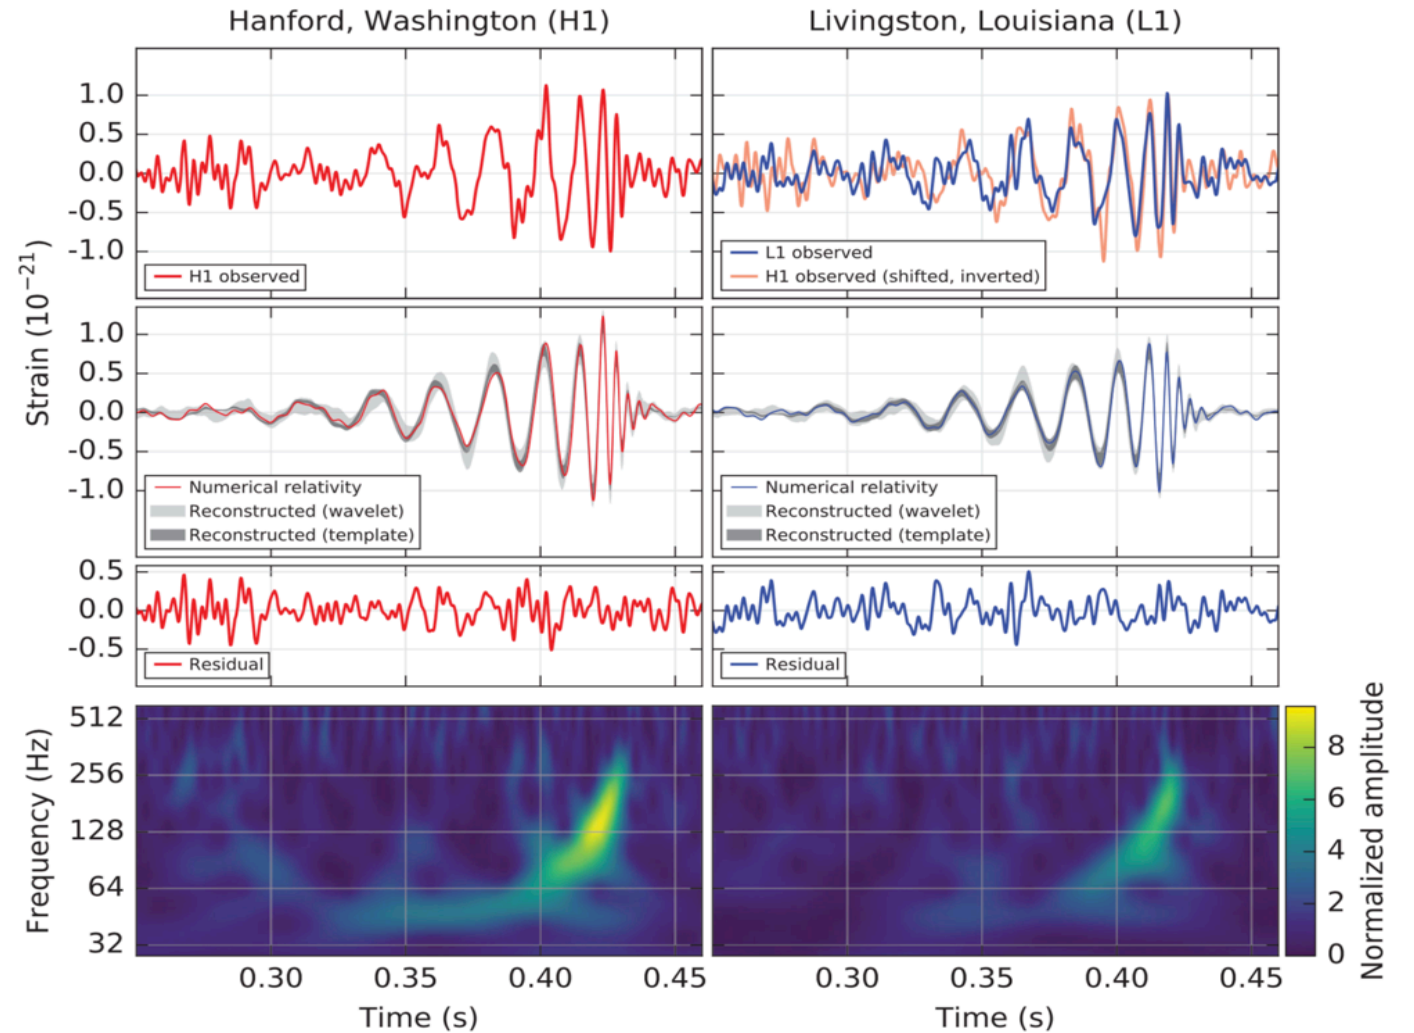 Hanford, Washington (H1)
Livingston, Louisiana (L1)
Strain (10⁻²¹)
1.0
0.5
0.0
-0.5
-1.0
H1 observed
L1 observed
H1 observed (shifted, inverted)
1.0
0.5
0.0
-0.5
-1.0
Numerical relativity
Reconstructed (wavelet)
Reconstructed (template)
Numerical relativity
Reconstructed (wavelet)
Reconstructed (template)
0.5
0.0
-0.5
Residual
Residual
Frequency (Hz)
512
256
128
64
32
Normalized amplitude
8
6
4
2
0
0.30 0.35 0.40 0.45
0.30 0.35 0.40 0.45
Time (s)
Time (s)